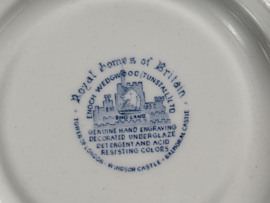 Royal Homes of Britain
ENOCH WEDGWOOD (TUNSTALL) LTD
ENGLAND
GENUINE HAND ENGRAVING
DECORATED UNDERGLAZE
DETERGENT AND ACID
RESISTING COLORS
TOWER OF LONDON · WINDSOR CASTLE · BALMORAL CASTLE